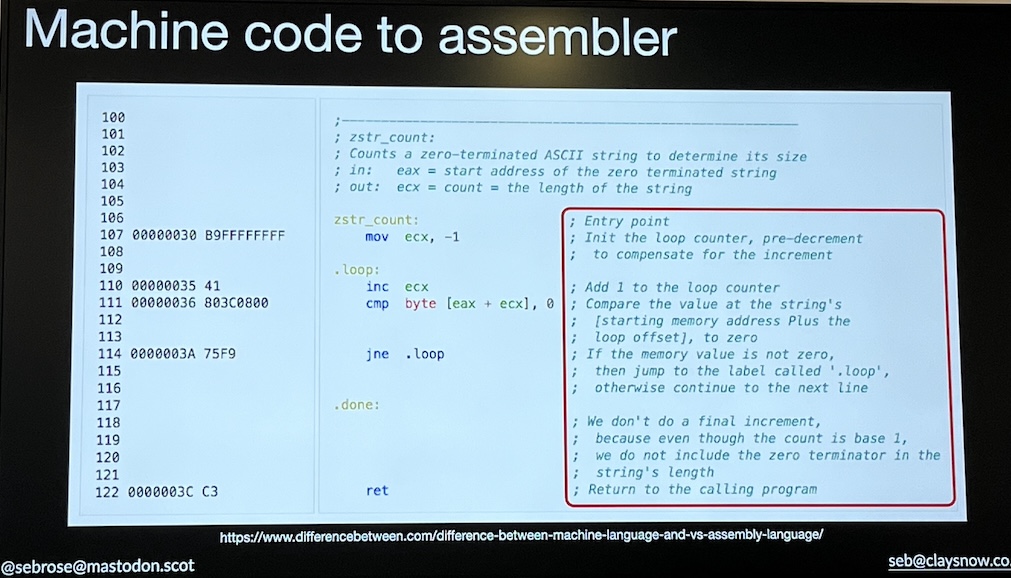 Machine code to assembler
100
101 ;------------------------------------------------------------
102 ; zstr_count:
103 ; Counts a zero-terminated ASCII string to determine its size
104 ; in:   eax = start address of the zero terminated string
105 ; out:  ecx = count = the length of the string
106 zstr_count: ; Entry point
107 00000030 B9FFFFFFFF mov ecx, -1 ; Init the loop counter, pre-decrement
108 ;  to compensate for the increment
109 .loop:
110 00000035 41 inc ecx ; Add 1 to the loop counter
111 00000036 803C0800 cmp byte [eax + ecx], 0 ; Compare the value at the string's
112 ;  [starting memory address Plus the
113 ;  loop offset], to zero
114 0000003A 75F9 jne .loop ; If the memory value is not zero,
115 ;  then jump to the label called '.loop',
116 ;  otherwise continue to the next line
117 .done:
118 ; We don't do a final increment,
119 ;  because even though the count is base 1,
120 ;  we do not include the zero terminator in the
121 ;  string's length
122 0000003C C3 ret ; Return to the calling program
https://www.differencebetween.com/difference-between-machine-language-and-vs-assembly-language/
@sebrose@mastodon.scot
seb@claysnow.co.